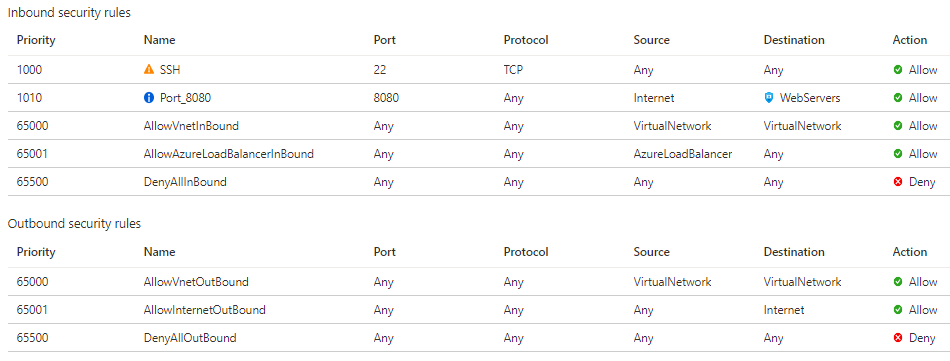 Inbound security rules
Priority Name Port Protocol Source Destination Action
1000 SSH 22 TCP Any Any Allow
1010 Port_8080 8080 Any Internet WebServers Allow
65000 AllowVnetInBound Any Any VirtualNetwork VirtualNetwork Allow
65001 AllowAzureLoadBalancerInBound Any Any AzureLoadBalancer Any Allow
65500 DenyAllInBound Any Any Any Any Deny
Outbound security rules
Priority Name Port Protocol Source Destination Action
65000 AllowVnetOutBound Any Any VirtualNetwork VirtualNetwork Allow
65001 AllowInternetOutBound Any Any Any Internet Allow
65500 DenyAllOutBound Any Any Any Any Deny